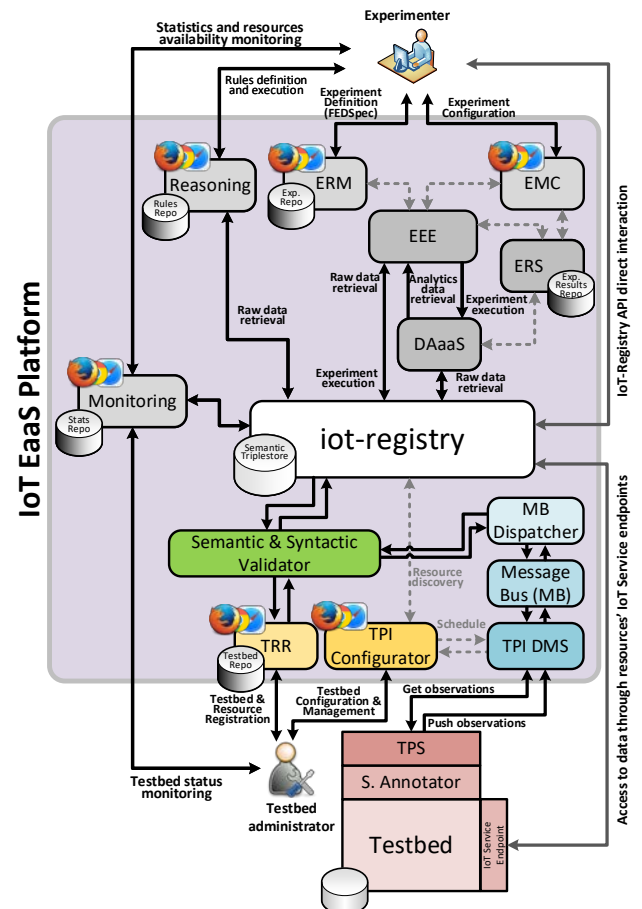 Experimenter
Statistics and resources
availability monitoring
Rules definition
and execution
Experiment
Definition
(FEDSpec)
Experiment
Configuration
Reasoning
Rules
Repo
ERM
Exp.
Repo
EMC
EEE
ERS
Exp.
Results
Repo
Raw data
retrieval
Analytics
data
retrieval
Experiment
execution
DAaaS
Raw data
retrieval
Experiment
execution
Raw data
retrieval
IoT EaaS Platform
Monitoring
Stats
Repo
iot-registry
Semantic
Triplestore
IoT-Registry API direct interaction
MB
Dispatcher
Semantic & Syntactic
Validator
Resource
discovery
Message
Bus (MB)
Schedule
TRR
Testbed
Repo
TPI
Configurator
TPI DMS
Testbed
& Resource
Registration
Testbed
Configuration &
Management
Get observations
Push observations
Testbed status
monitoring
Testbed
administrator
TPS
S. Annotator
Testbed
IoT Service
Endpoint
Access to data through resources' IoT Service endpoints